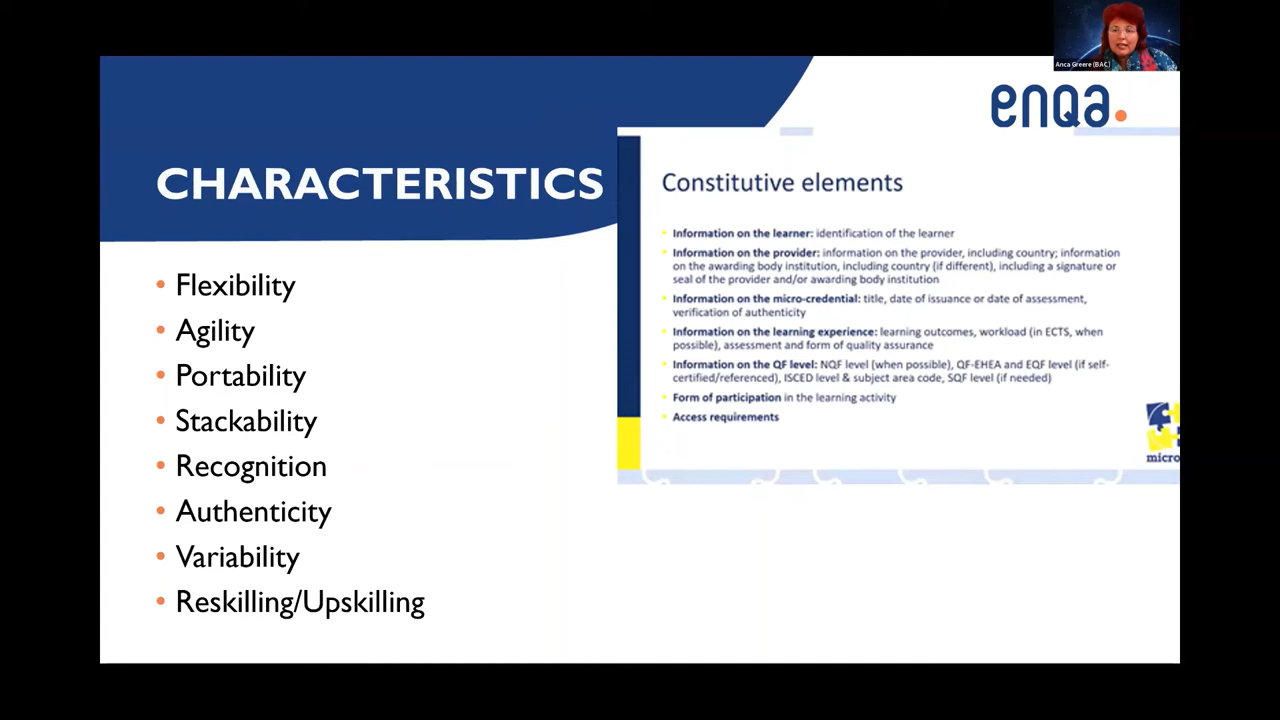 Anca Greere (BAC)
enqa.
CHARACTERISTICS
• Flexibility
• Agility
• Portability
• Stackability
• Recognition
• Authenticity
• Variability
• Reskilling/Upskilling
Constitutive elements
Information on the learner: identification of the learner
Information on the provider: information on the provider, including country; information
on the awarding body institution, including country (if different), including a signature or
seal of the provider and/or awarding body institution
Information on the micro-credential: title, date of issuance or date of assessment,
verification of authenticity
Information on the learning experience: learning outcomes, workload (in ECTS, when
possible), assessment and form of quality assurance
Information on the QF level: NQF level (when possible), QF-EHEA and EQF level (if self-
certified/referenced), ISCED level & subject area code, SQF level (if needed)
Form of participation in the learning activity
Access requirements
micro